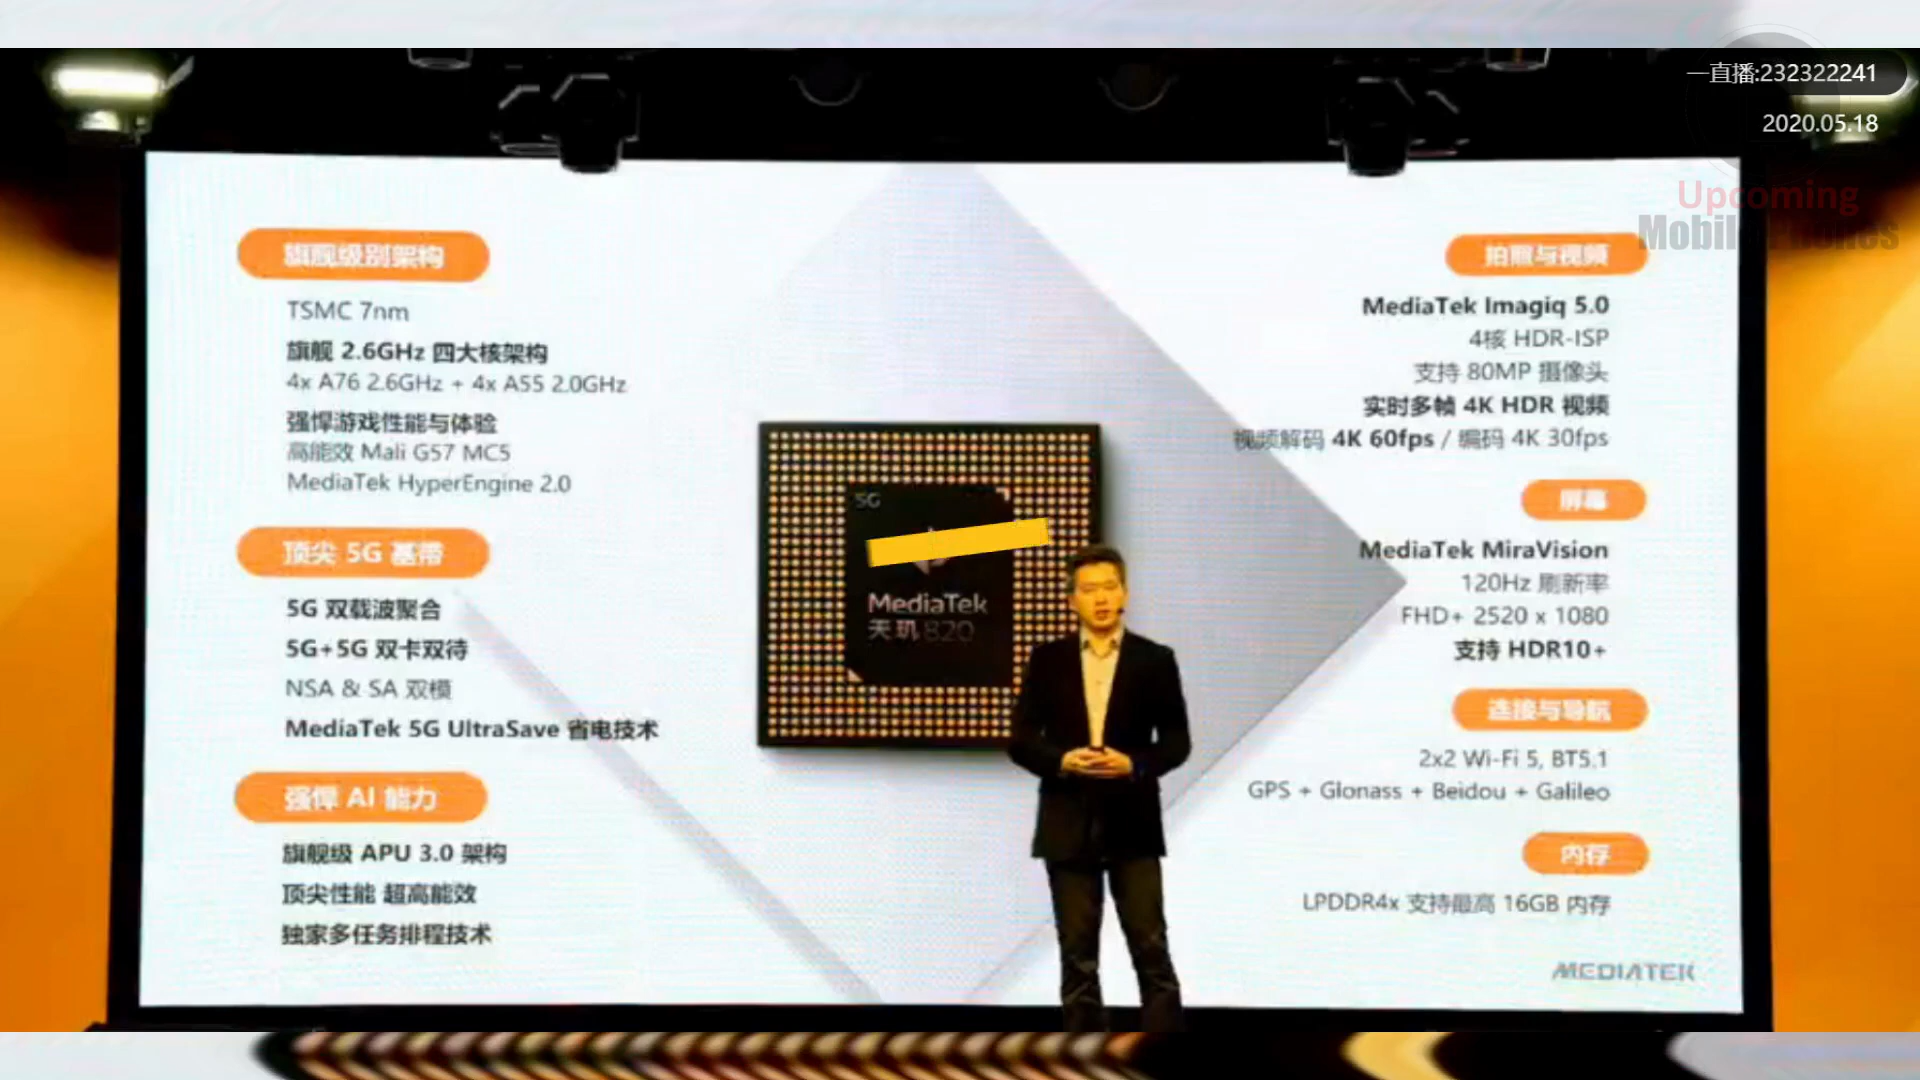 一直播:232322241
2020.05.18
Upcoming
Mobile Phones
旗舰级别架构
TSMC 7nm
旗舰 2.6GHz 四大核架构
4x A76 2.6GHz + 4x A55 2.0GHz
强悍游戏性能与体验
高能效 Mali G57 MC5
MediaTek HyperEngine 2.0
顶尖 5G 基带
5G 双载波聚合
5G+5G 双卡双待
NSA & SA 双模
MediaTek 5G UltraSave 省电技术
强悍 AI 能力
旗舰级 APU 3.0 架构
顶尖性能 超高能效
独家多任务排程技术
5G
MediaTek
天玑 820
拍照与视频
MediaTek Imagiq 5.0
4核 HDR-ISP
支持 80MP 摄像头
实时多帧 4K HDR 视频
视频解码 4K 60fps / 编码 4K 30fps
屏幕
MediaTek MiraVision
120Hz 刷新率
FHD+ 2520 x 1080
支持 HDR10+
连接与导航
2x2 Wi-Fi 5, BT5.1
GPS + Glonass + Beidou + Galileo
内存
LPDDR4x 支持最高 16GB 内存
MEDIATEK